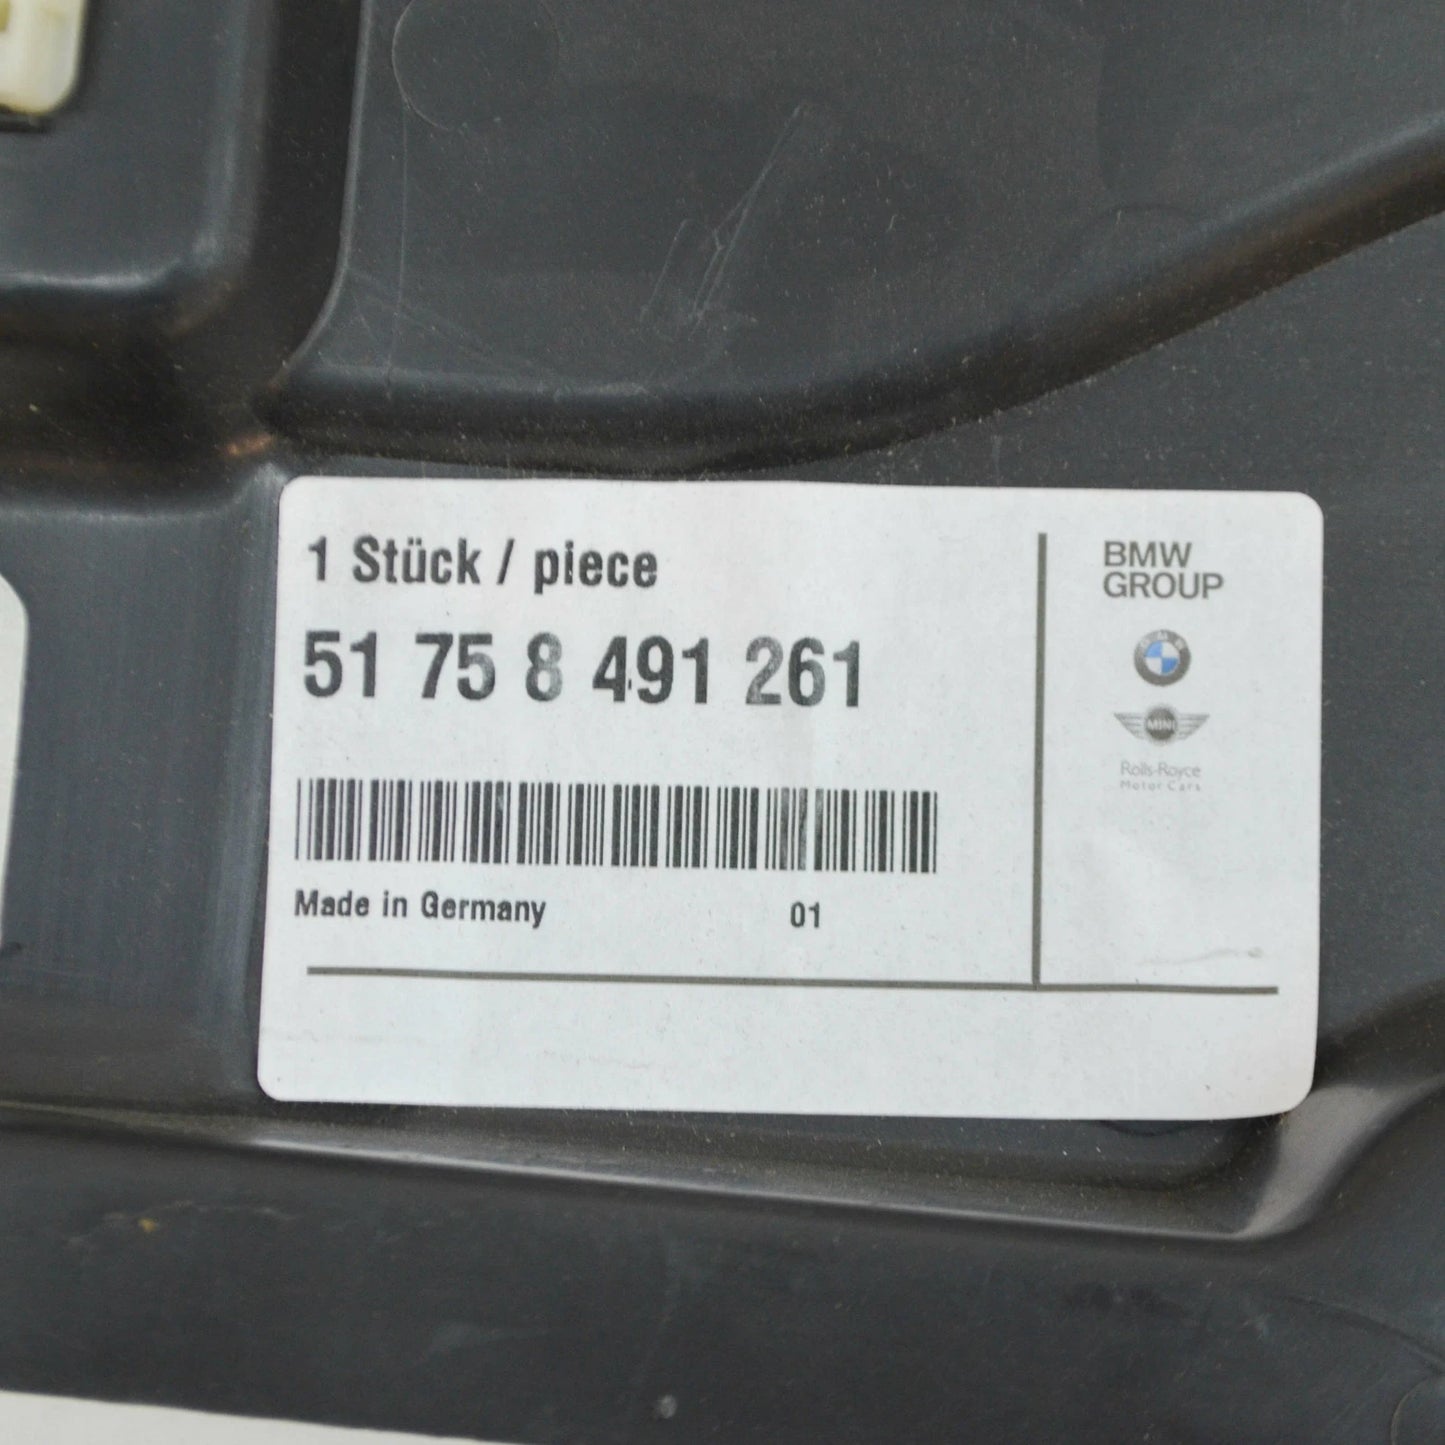 1 Stück / piece
51 75 8 491 261
Made in Germany 01
BMW
GROUP
BMW
MINI
Rolls-Royce
Motor Cars